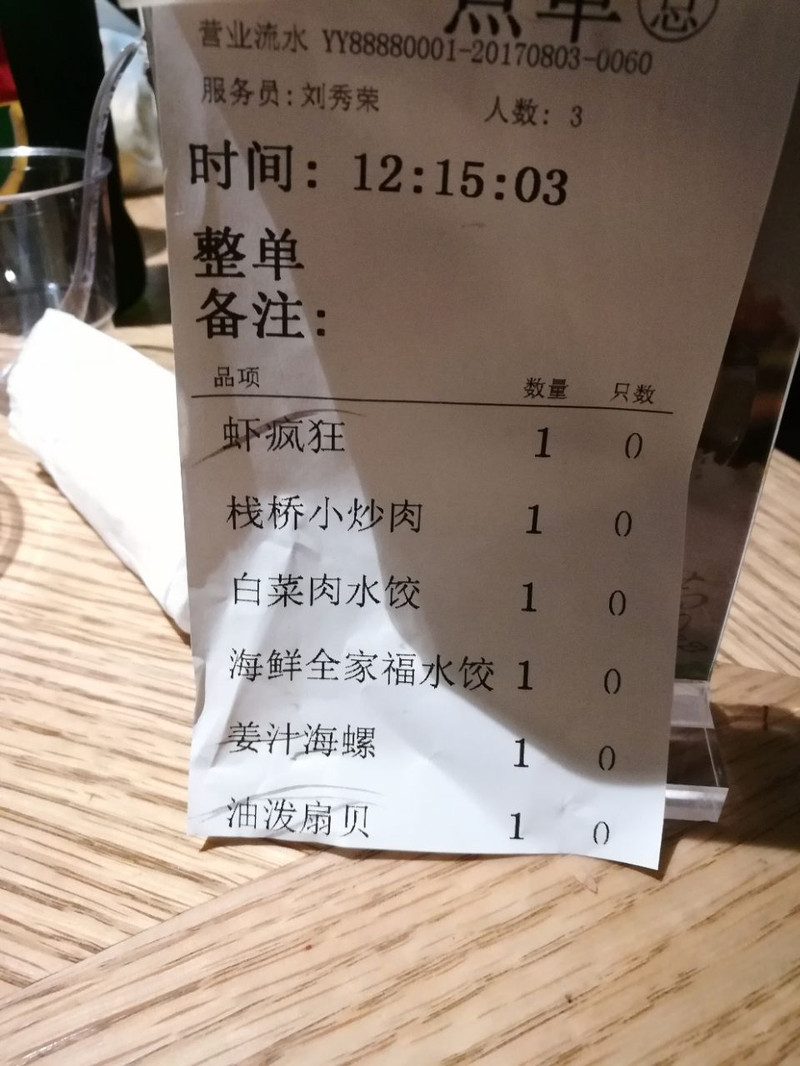 点单 总
营业流水 YY88880001-20170803-0060
服务员:刘秀荣 人数: 3
时间: 12:15:03
整单
备注:
品项 数量 只数
虾疯狂 1 0
栈桥小炒肉 1 0
白菜肉水饺 1 0
海鲜全家福水饺 1 0
姜汁海螺 1 0
油泼扇贝 1 0